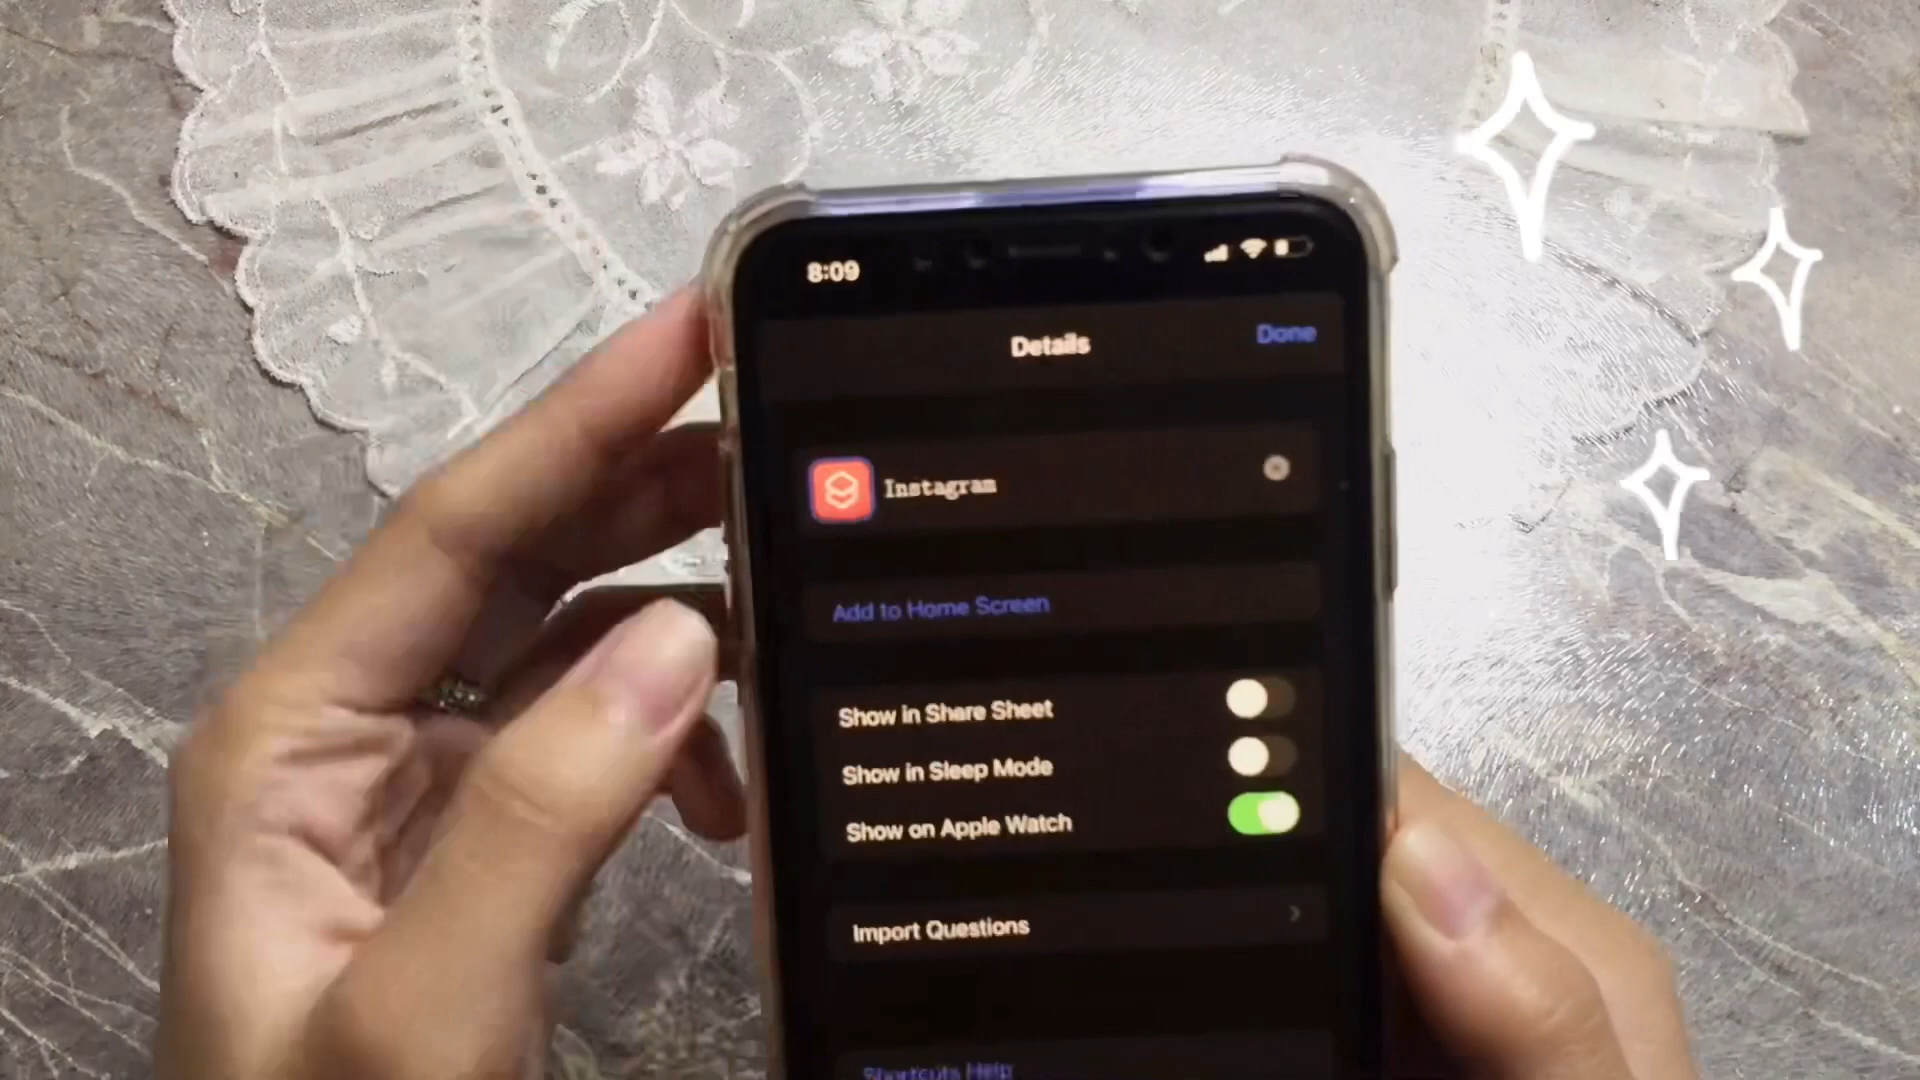 8:09
Details
Done
Instagram
Add to Home Screen
Show in Share Sheet
Show in Sleep Mode
Show on Apple Watch
Import Questions
Shortcuts Help